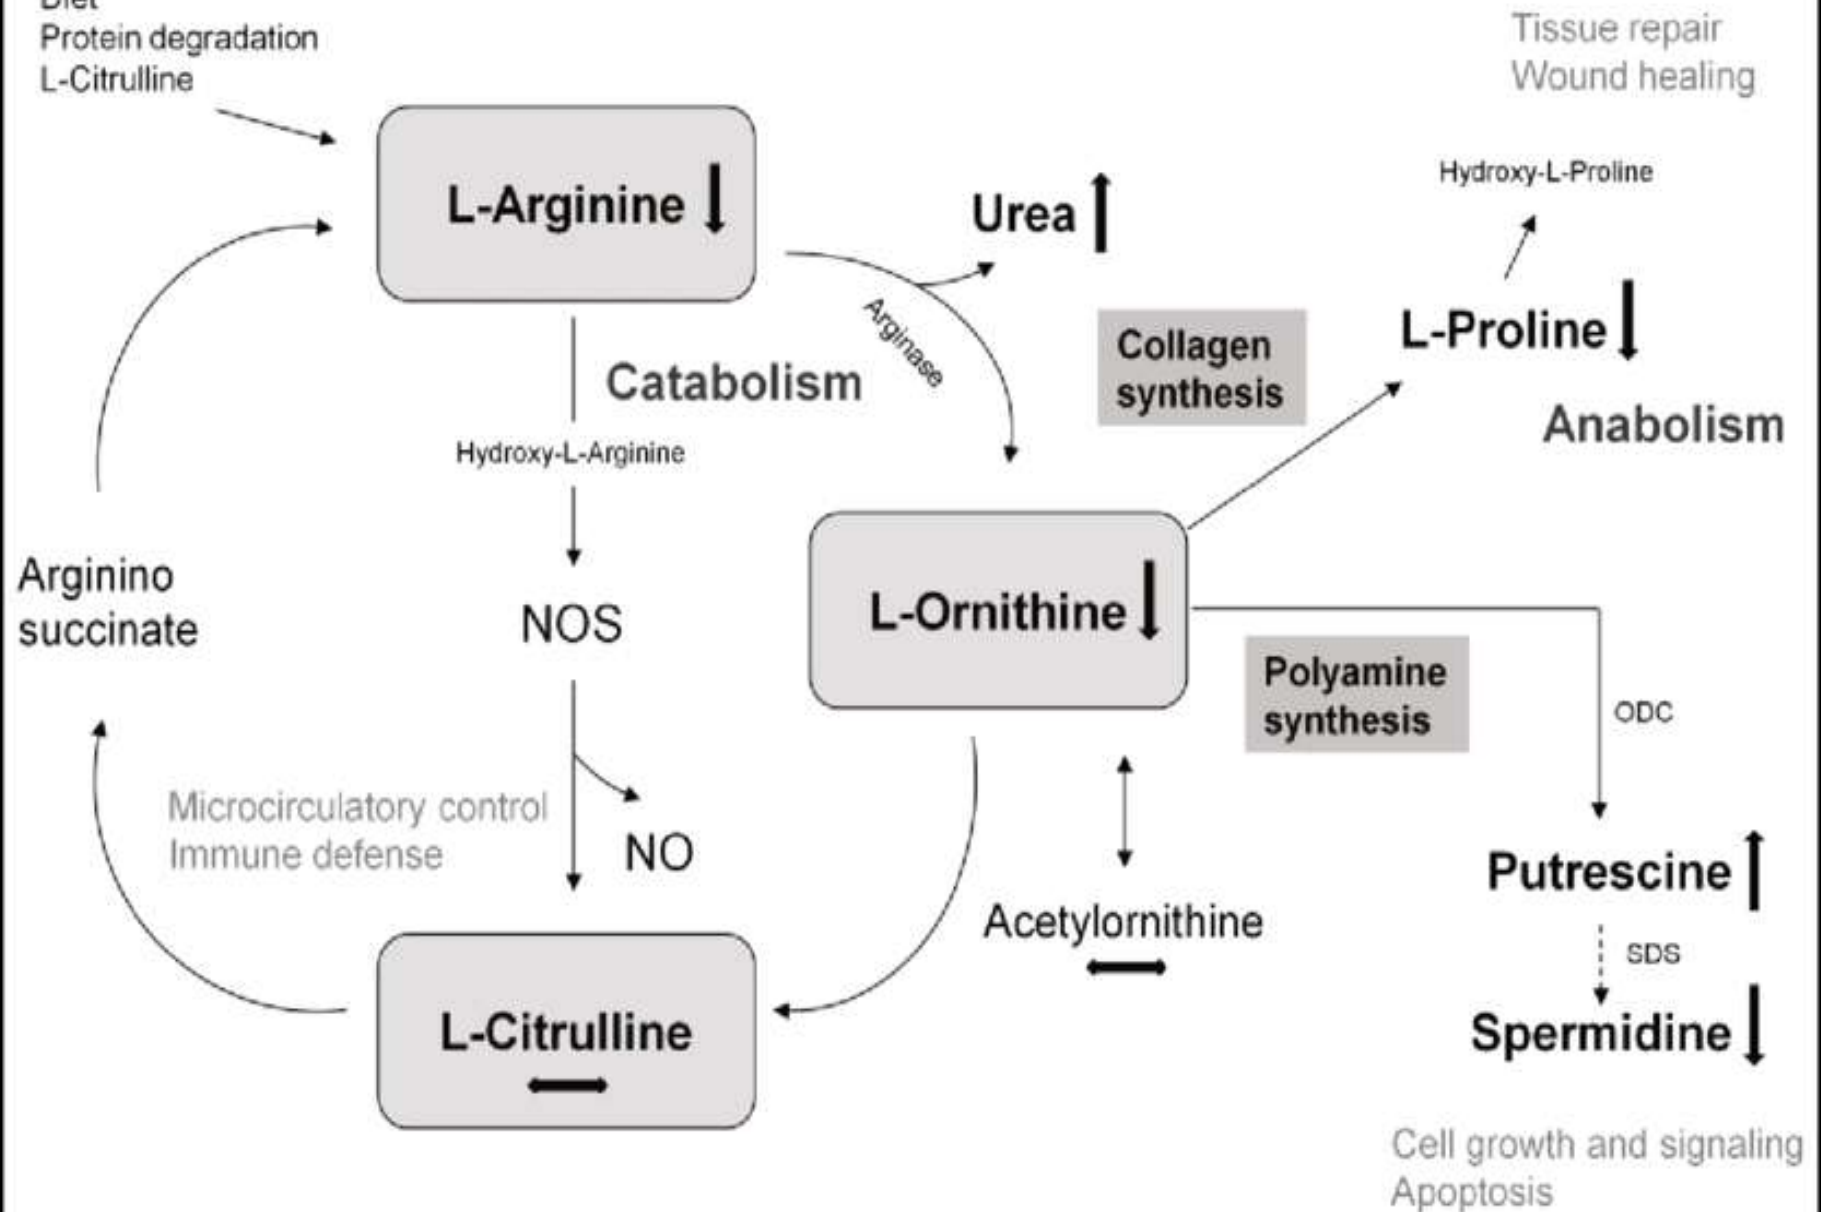 Diet
Protein degradation
L-Citrulline
Tissue repair
Wound healing
Hydroxy-L-Proline
L-Arginine
Urea
L-Proline
Arginase
Collagen
synthesis
Catabolism
Anabolism
Hydroxy-L-Arginine
Arginino
succinate
NOS
L-Ornithine
Polyamine
synthesis
ODC
Microcirculatory control
Immune defense
NO
Putrescine
Acetylornithine
SDS
L-Citrulline
Spermidine
Cell growth and signaling
Apoptosis